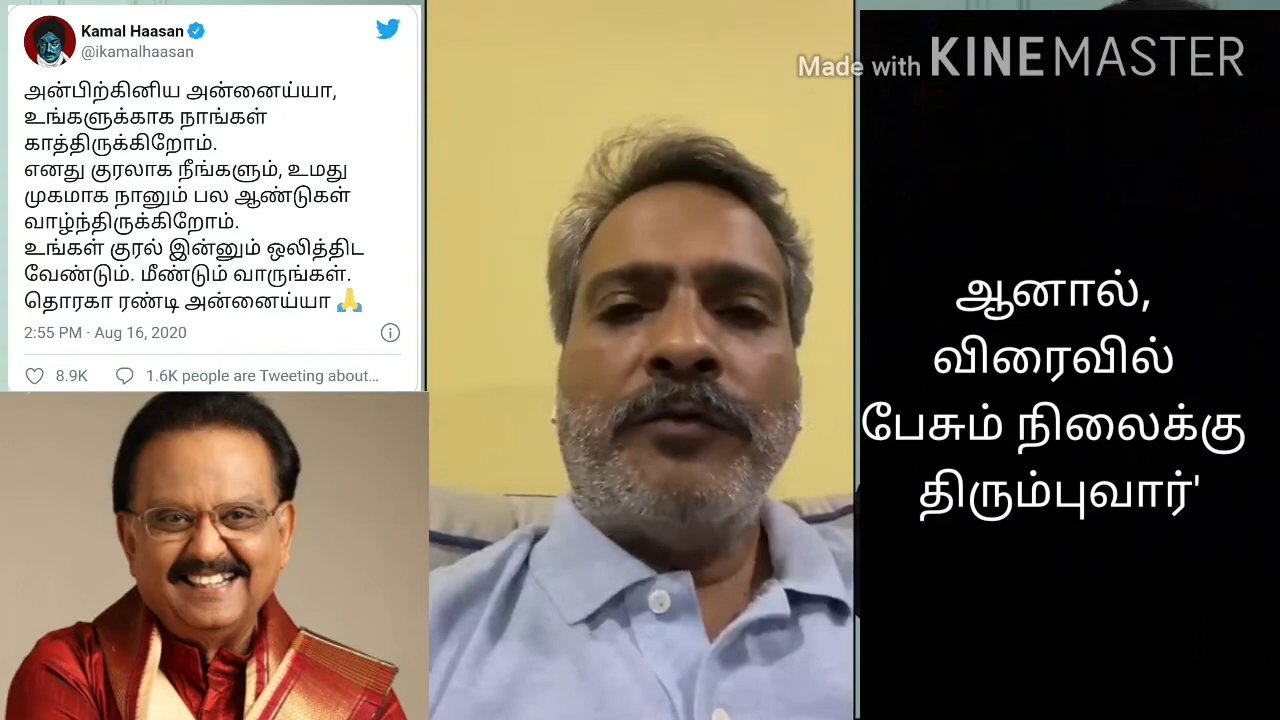 Kamal Haasan
@ikamalhaasan
அன்பிற்கினிய அன்னைய்யா,
உங்களுக்காக நாங்கள்
காத்திருக்கிறோம்.
எனது குரலாக நீங்களும், உமது
முகமாக நானும் பல ஆண்டுகள்
வாழ்ந்திருக்கிறோம்.
உங்கள் குரல் இன்னும் ஒலித்திட
வேண்டும். மீண்டும் வாருங்கள்.
தொரகா ரண்டி அன்னைய்யா 🙏
2:55 PM · Aug 16, 2020
8.9K 1.6K people are Tweeting about...
Made with KINEMASTER
ஆனால்,
விரைவில்
பேசும் நிலைக்கு
திரும்புவார்'